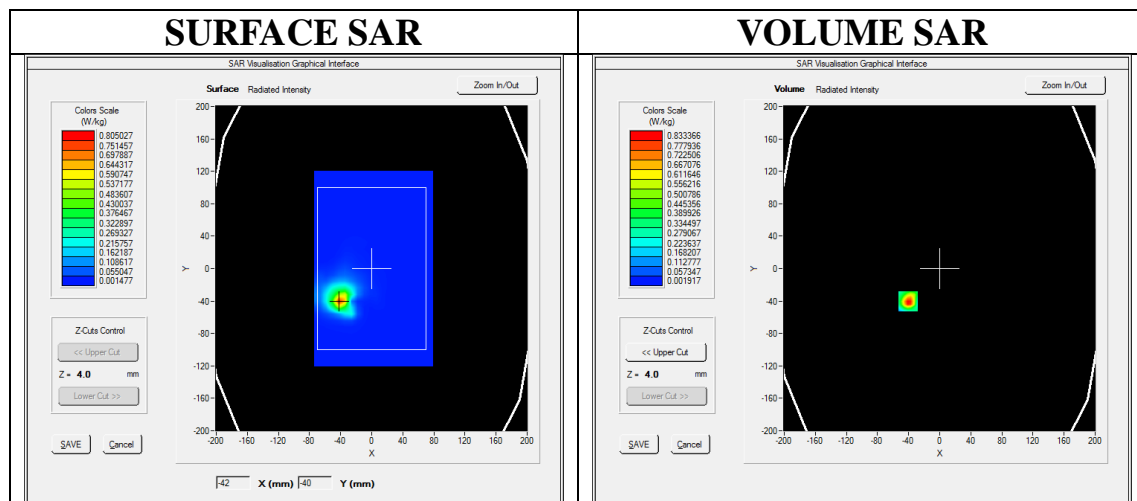 SURFACE SAR
SAR Visualisation Graphical Interface
Surface Radiated Intensity
Zoom In/Out
Colors Scale
(W/kg)
0.805027
0.751457
0.697887
0.644317
0.590747
0.537177
0.483607
0.430037
0.376467
0.322897
0.269327
0.215757
0.162187
0.108617
0.055047
0.001477
200
160
120
80
40
0
-40
-80
-120
-160
-200
Y
-200 -160 -120 -80 -40 0 40 80 120 160 200
X
Z-Cuts Control
<< Upper Cut
Z = 4.0 mm
Lower Cut >>
SAVE Cancel
-42 X (mm) -40 Y (mm)
VOLUME SAR
SAR Visualisation Graphical Interface
Volume Radiated Intensity
Zoom In/Out
Colors Scale
(W/kg)
0.833366
0.777936
0.722506
0.667076
0.611646
0.556216
0.500786
0.445356
0.389926
0.334497
0.279067
0.223637
0.168207
0.112777
0.057347
0.001917
200
160
120
80
40
0
-40
-80
-120
-160
-200
Y
-200 -160 -120 -80 -40 0 40 80 120 160 200
X
Z-Cuts Control
<< Upper Cut
Z = 4.0 mm
Lower Cut >>
SAVE Cancel